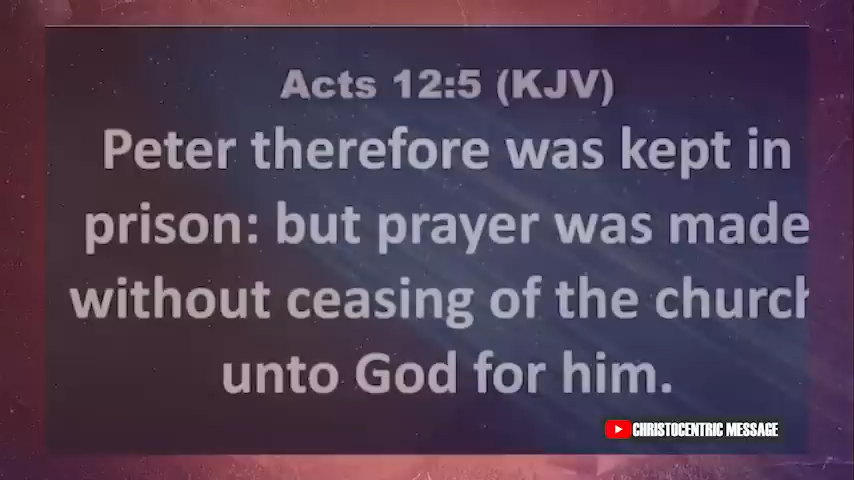 Acts 12:5 (KJV)
Peter therefore was kept in
prison: but prayer was made
without ceasing of the church
unto God for him.
CHRISTOCENTRIC MESSAGE